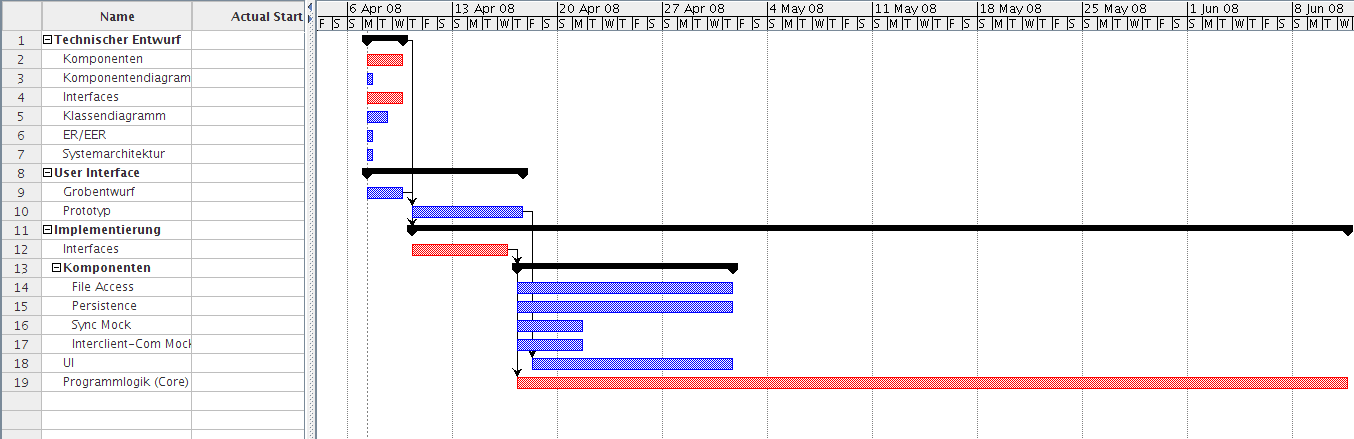 Name Actual Start
6 Apr 08 13 Apr 08 20 Apr 08 27 Apr 08 4 May 08 11 May 08 18 May 08 25 May 08 1 Jun 08 8 Jun 08
F S S M T W T F S S M T W T F S S M T W T F S S M T W T F S S M T W T F S S M T W T F S S M T W T F S S M T W T F S S M T W T F S S M T W
1 Technischer Entwurf
2 Komponenten
3 Komponentendiagram
4 Interfaces
5 Klassendiagramm
6 ER/EER
7 Systemarchitektur
8 User Interface
9 Grobentwurf
10 Prototyp
11 Implementierung
12 Interfaces
13 Komponenten
14 File Access
15 Persistence
16 Sync Mock
17 Interclient-Com Mock
18 UI
19 Programmlogik (Core)